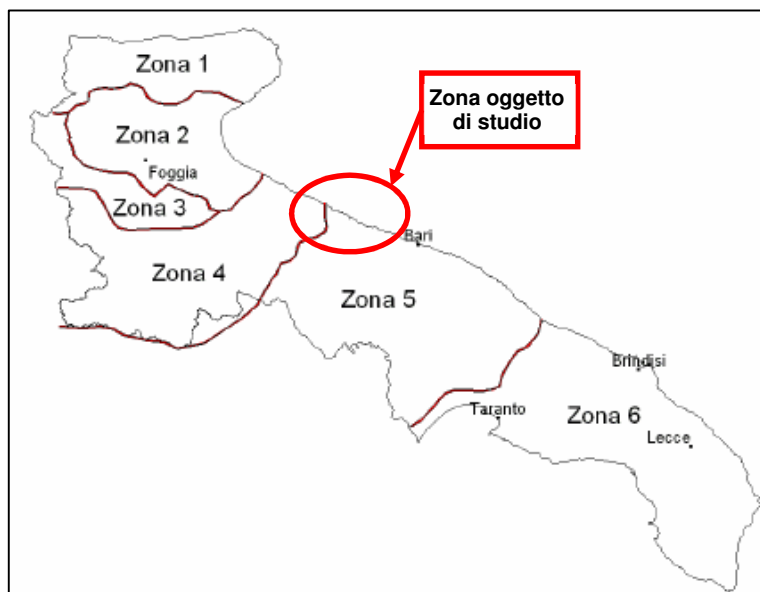 Zona 1
Zona oggetto
di studio
Zona 2
Foggia
Zona 3
Bari
Zona 4
Zona 5
Brindisi
Taranto
Zona 6
Lecce